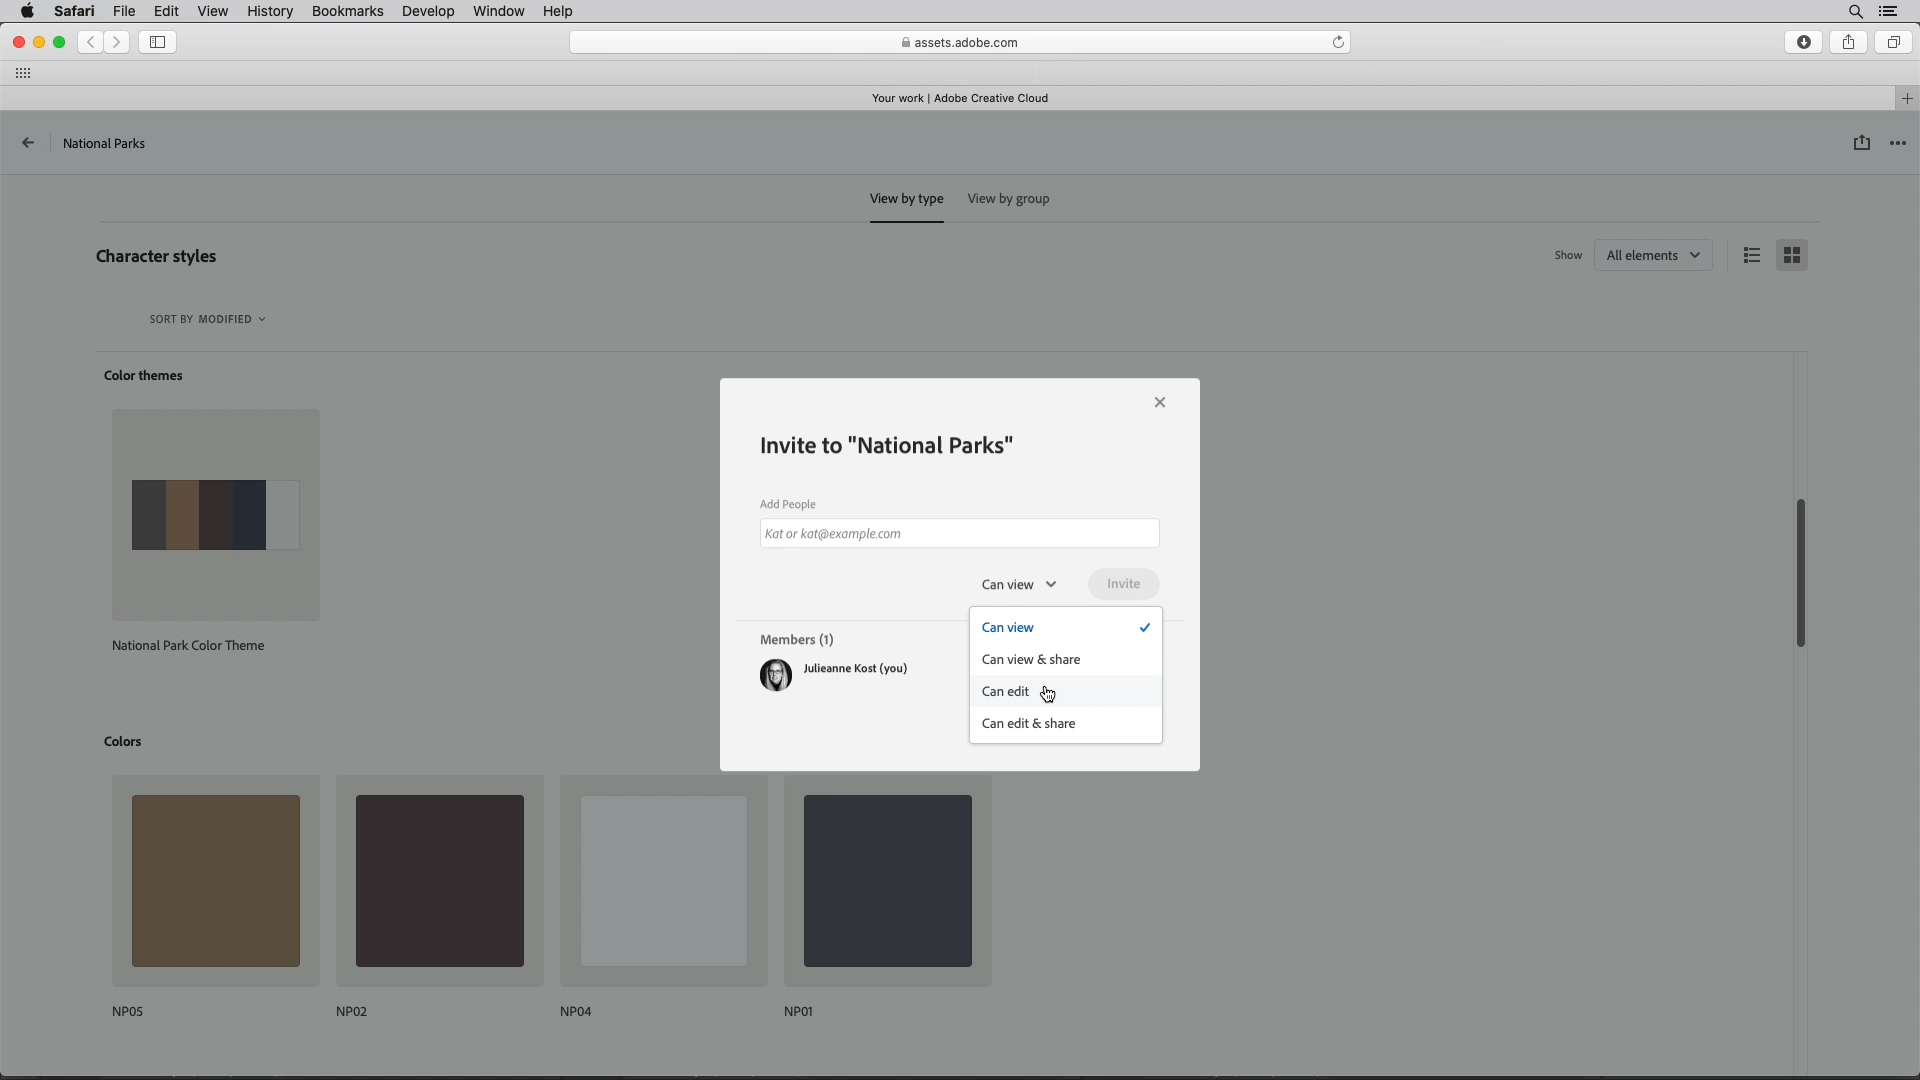 Safari File Edit View History Bookmarks Develop Window Help
assets.adobe.com
Your work | Adobe Creative Cloud
National Parks
View by type View by group
Character styles
Show All elements
SORT BY MODIFIED
Color themes
National Park Color Theme
Invite to "National Parks"
Add People
Kat or kat@example.com
Can view Invite
Can view
Can view & share
Can edit
Can edit & share
Members (1)
Julieanne Kost (you)
Colors
NP05 NP02 NP04 NP01